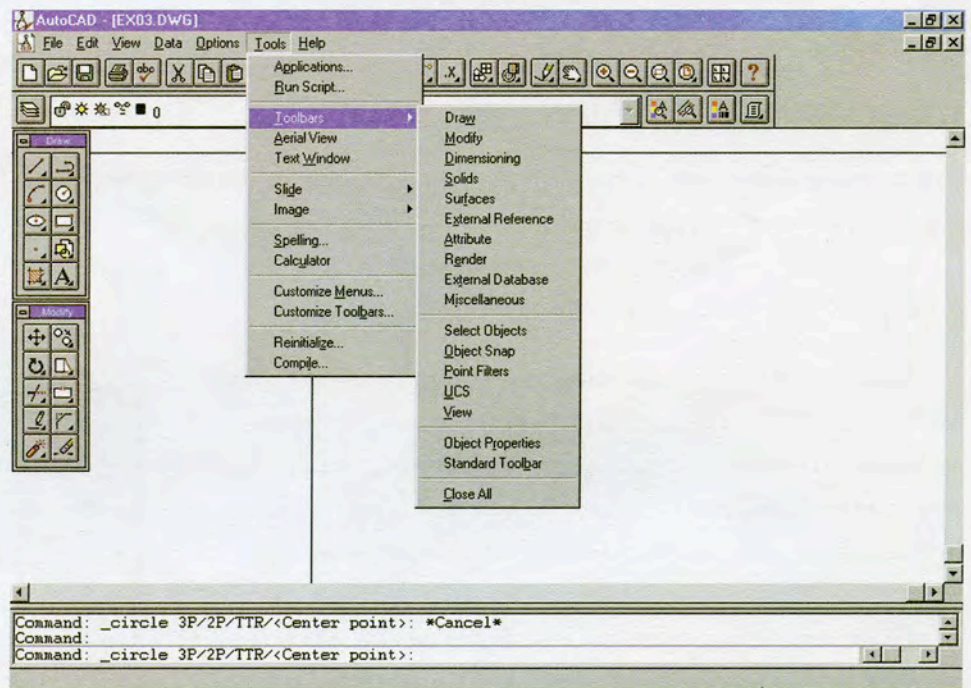 AutoCAD - [EX03.DWG]
File Edit View Data Options Tools Help
0
Draw
Modify
Applications...
Run Script...
Toolbars
Aerial View
Text Window
Slide
Image
Spelling...
Calculator
Customize Menus...
Customize Toolbars...
Reinitialize...
Compile...
Draw
Modify
Dimensioning
Solids
Surfaces
External Reference
Attribute
Render
External Database
Miscellaneous
Select Objects
Object Snap
Point Filters
UCS
View
Object Properties
Standard Toolbar
Close All
Command: _circle 3P/2P/TTR/<Center point>: *Cancel*
Command:
Command: _circle 3P/2P/TTR/<Center point>: